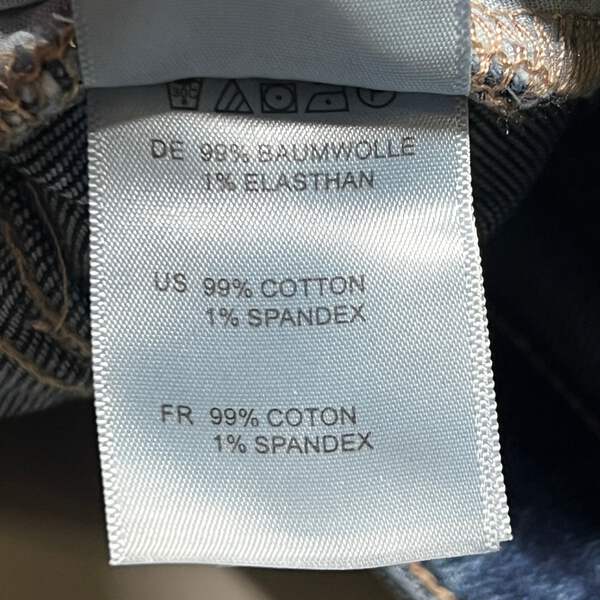 DE 99% BAUMWOLLE
1% ELASTHAN
US 99% COTTON
1% SPANDEX
FR 99% COTON
1% SPANDEX